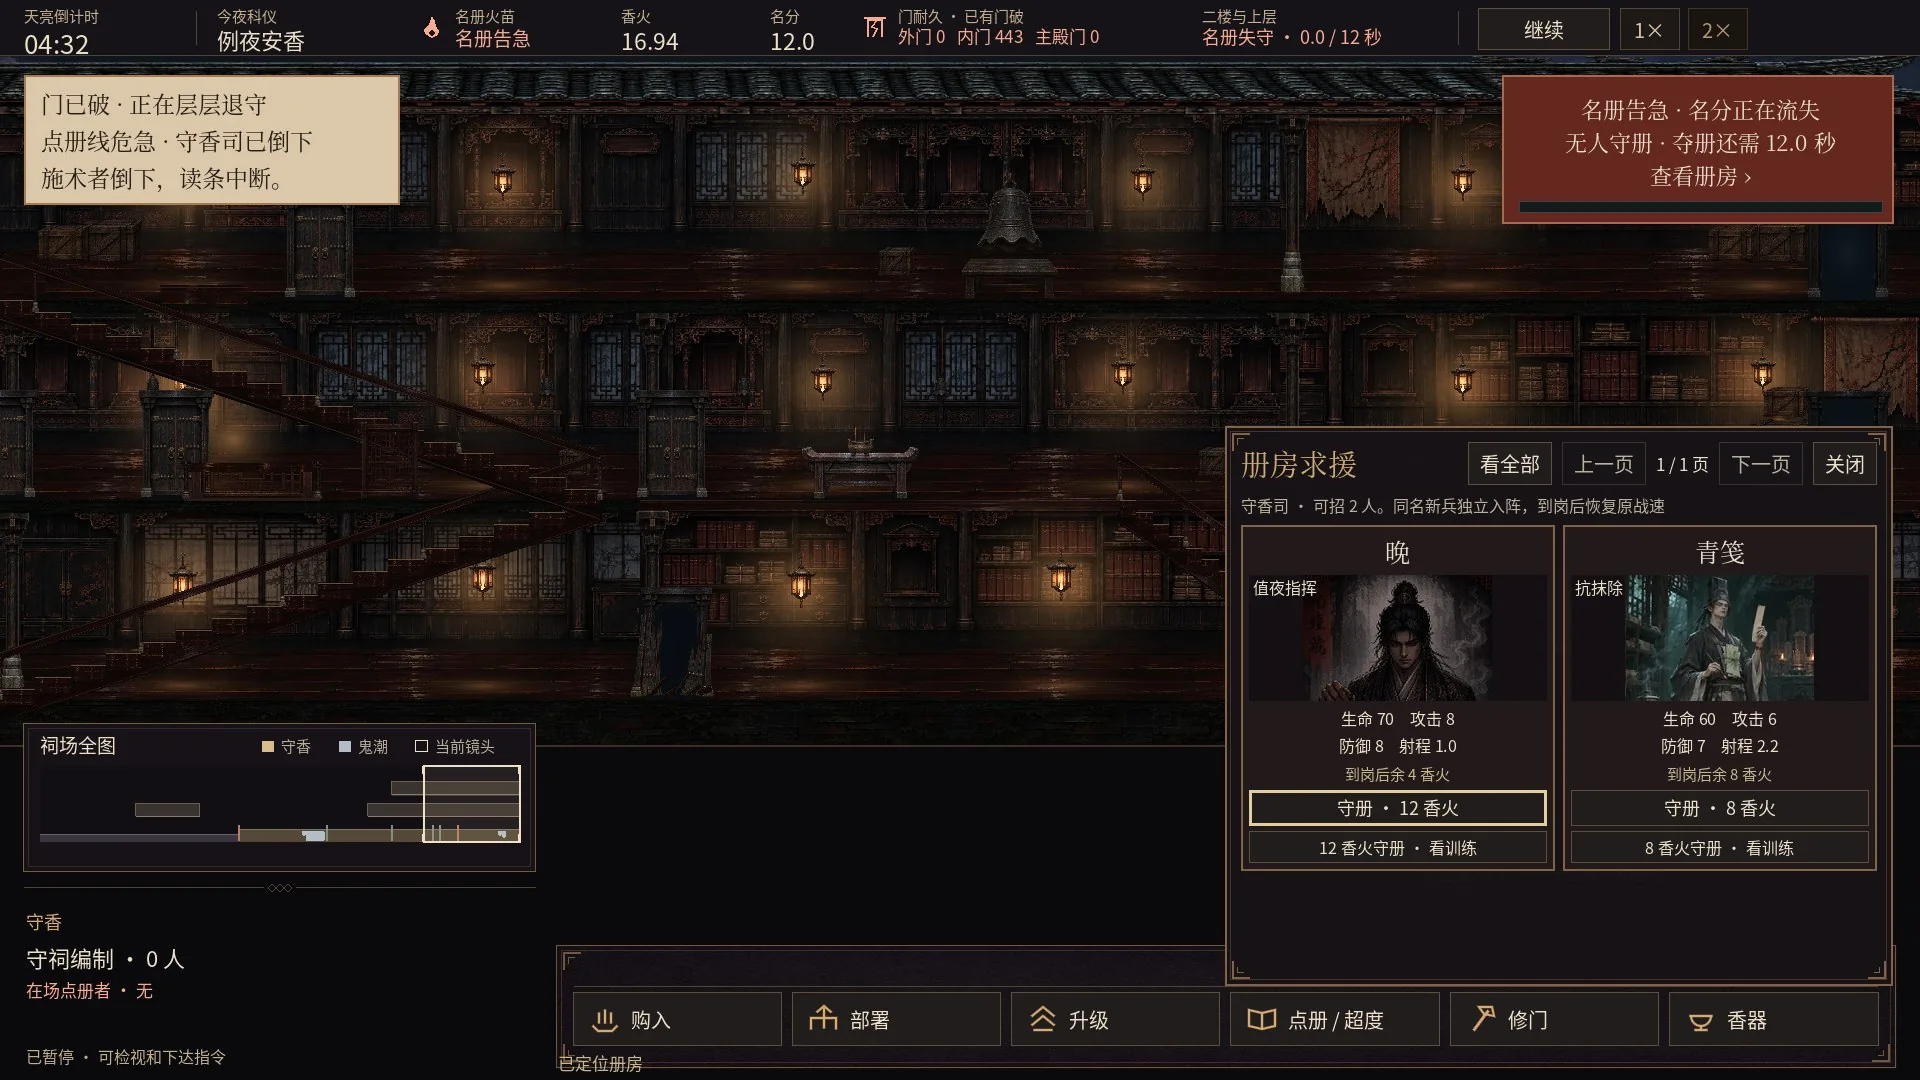 天亮倒计时
04:32
今夜科仪
例夜安香
名册火苗
名册告急
香火
16.94
名分
12.0
门耐久 · 已有门破
外门 0 内门 443 主殿门 0
二楼与上层
名册失守 · 0.0 / 12 秒
继续
1×
2×
门已破 · 正在层层退守
点册线危急 · 守香司已倒下
施术者倒下，读条中断。
名册告急 · 名分正在流失
无人守册 · 夺册还需 12.0 秒
查看册房 ›
册房求援
看全部
上一页
1 / 1 页
下一页
关闭
守香司 · 可招 2 人。同名新兵独立入阵，到岗后恢复原战速
晚
值夜指挥
生命 70 攻击 8
防御 8 射程 1.0
到岗后余 4 香火
守册 · 12 香火
12 香火守册 · 看训练
青笺
抗抹除
生命 60 攻击 6
防御 7 射程 2.2
到岗后余 8 香火
守册 · 8 香火
8 香火守册 · 看训练
祠场全图
守香
鬼潮
当前镜头
守香
守祠编制 · 0 人
在场点册者 · 无
已暂停 · 可检视和下达指令
购入
部署
升级
点册 / 超度
修门
香器
已定位册房